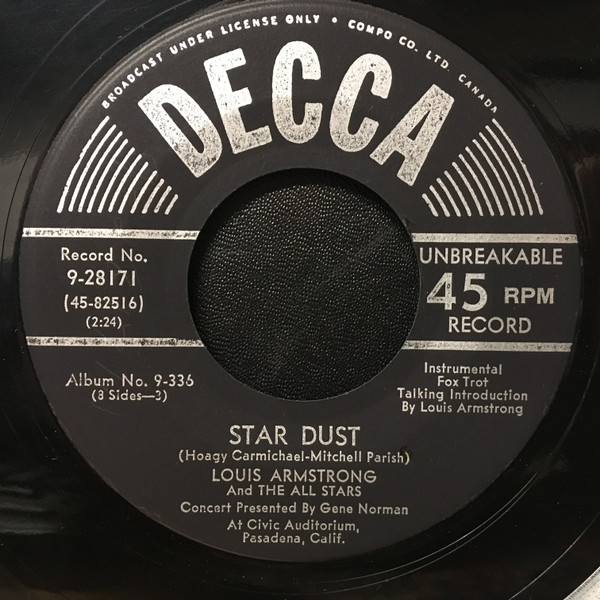 BROADCAST UNDER LICENSE ONLY • COMPO CO. LTD. CANADA
DECCA
Record No.
9-28171
(45-82516)
(2:24)
UNBREAKABLE
45 RPM
RECORD
Album No. 9-336
(8 Sides—3)
Instrumental
Fox Trot
Talking Introduction
By Louis Armstrong
STAR DUST
(Hoagy Carmichael-Mitchell Parish)
LOUIS ARMSTRONG
And THE ALL STARS
Concert Presented By Gene Norman
At Civic Auditorium,
Pasadena, Calif.